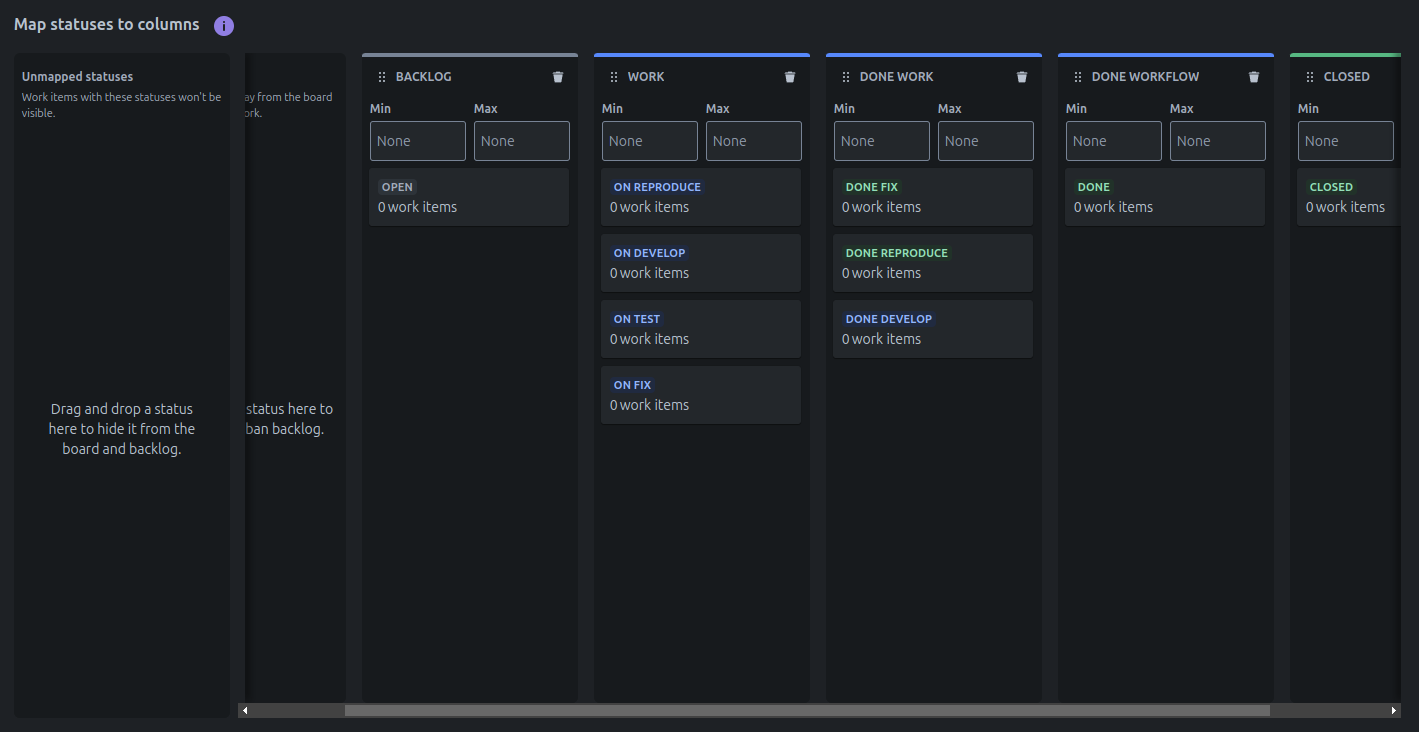 Map statuses to columns
Unmapped statuses
Work items with these statuses won't be
visible.
Drag and drop a status
here to hide it from the
board and backlog.
ay from the board
ork.
status here to
ban backlog.
BACKLOG
Min Max
None None
OPEN
0 work items
WORK
Min Max
None None
ON REPRODUCE
0 work items
ON DEVELOP
0 work items
ON TEST
0 work items
ON FIX
0 work items
DONE WORK
Min Max
None None
DONE FIX
0 work items
DONE REPRODUCE
0 work items
DONE DEVELOP
0 work items
DONE WORKFLOW
Min Max
None None
DONE
0 work items
CLOSED
Min
None
CLOSED
0 work items